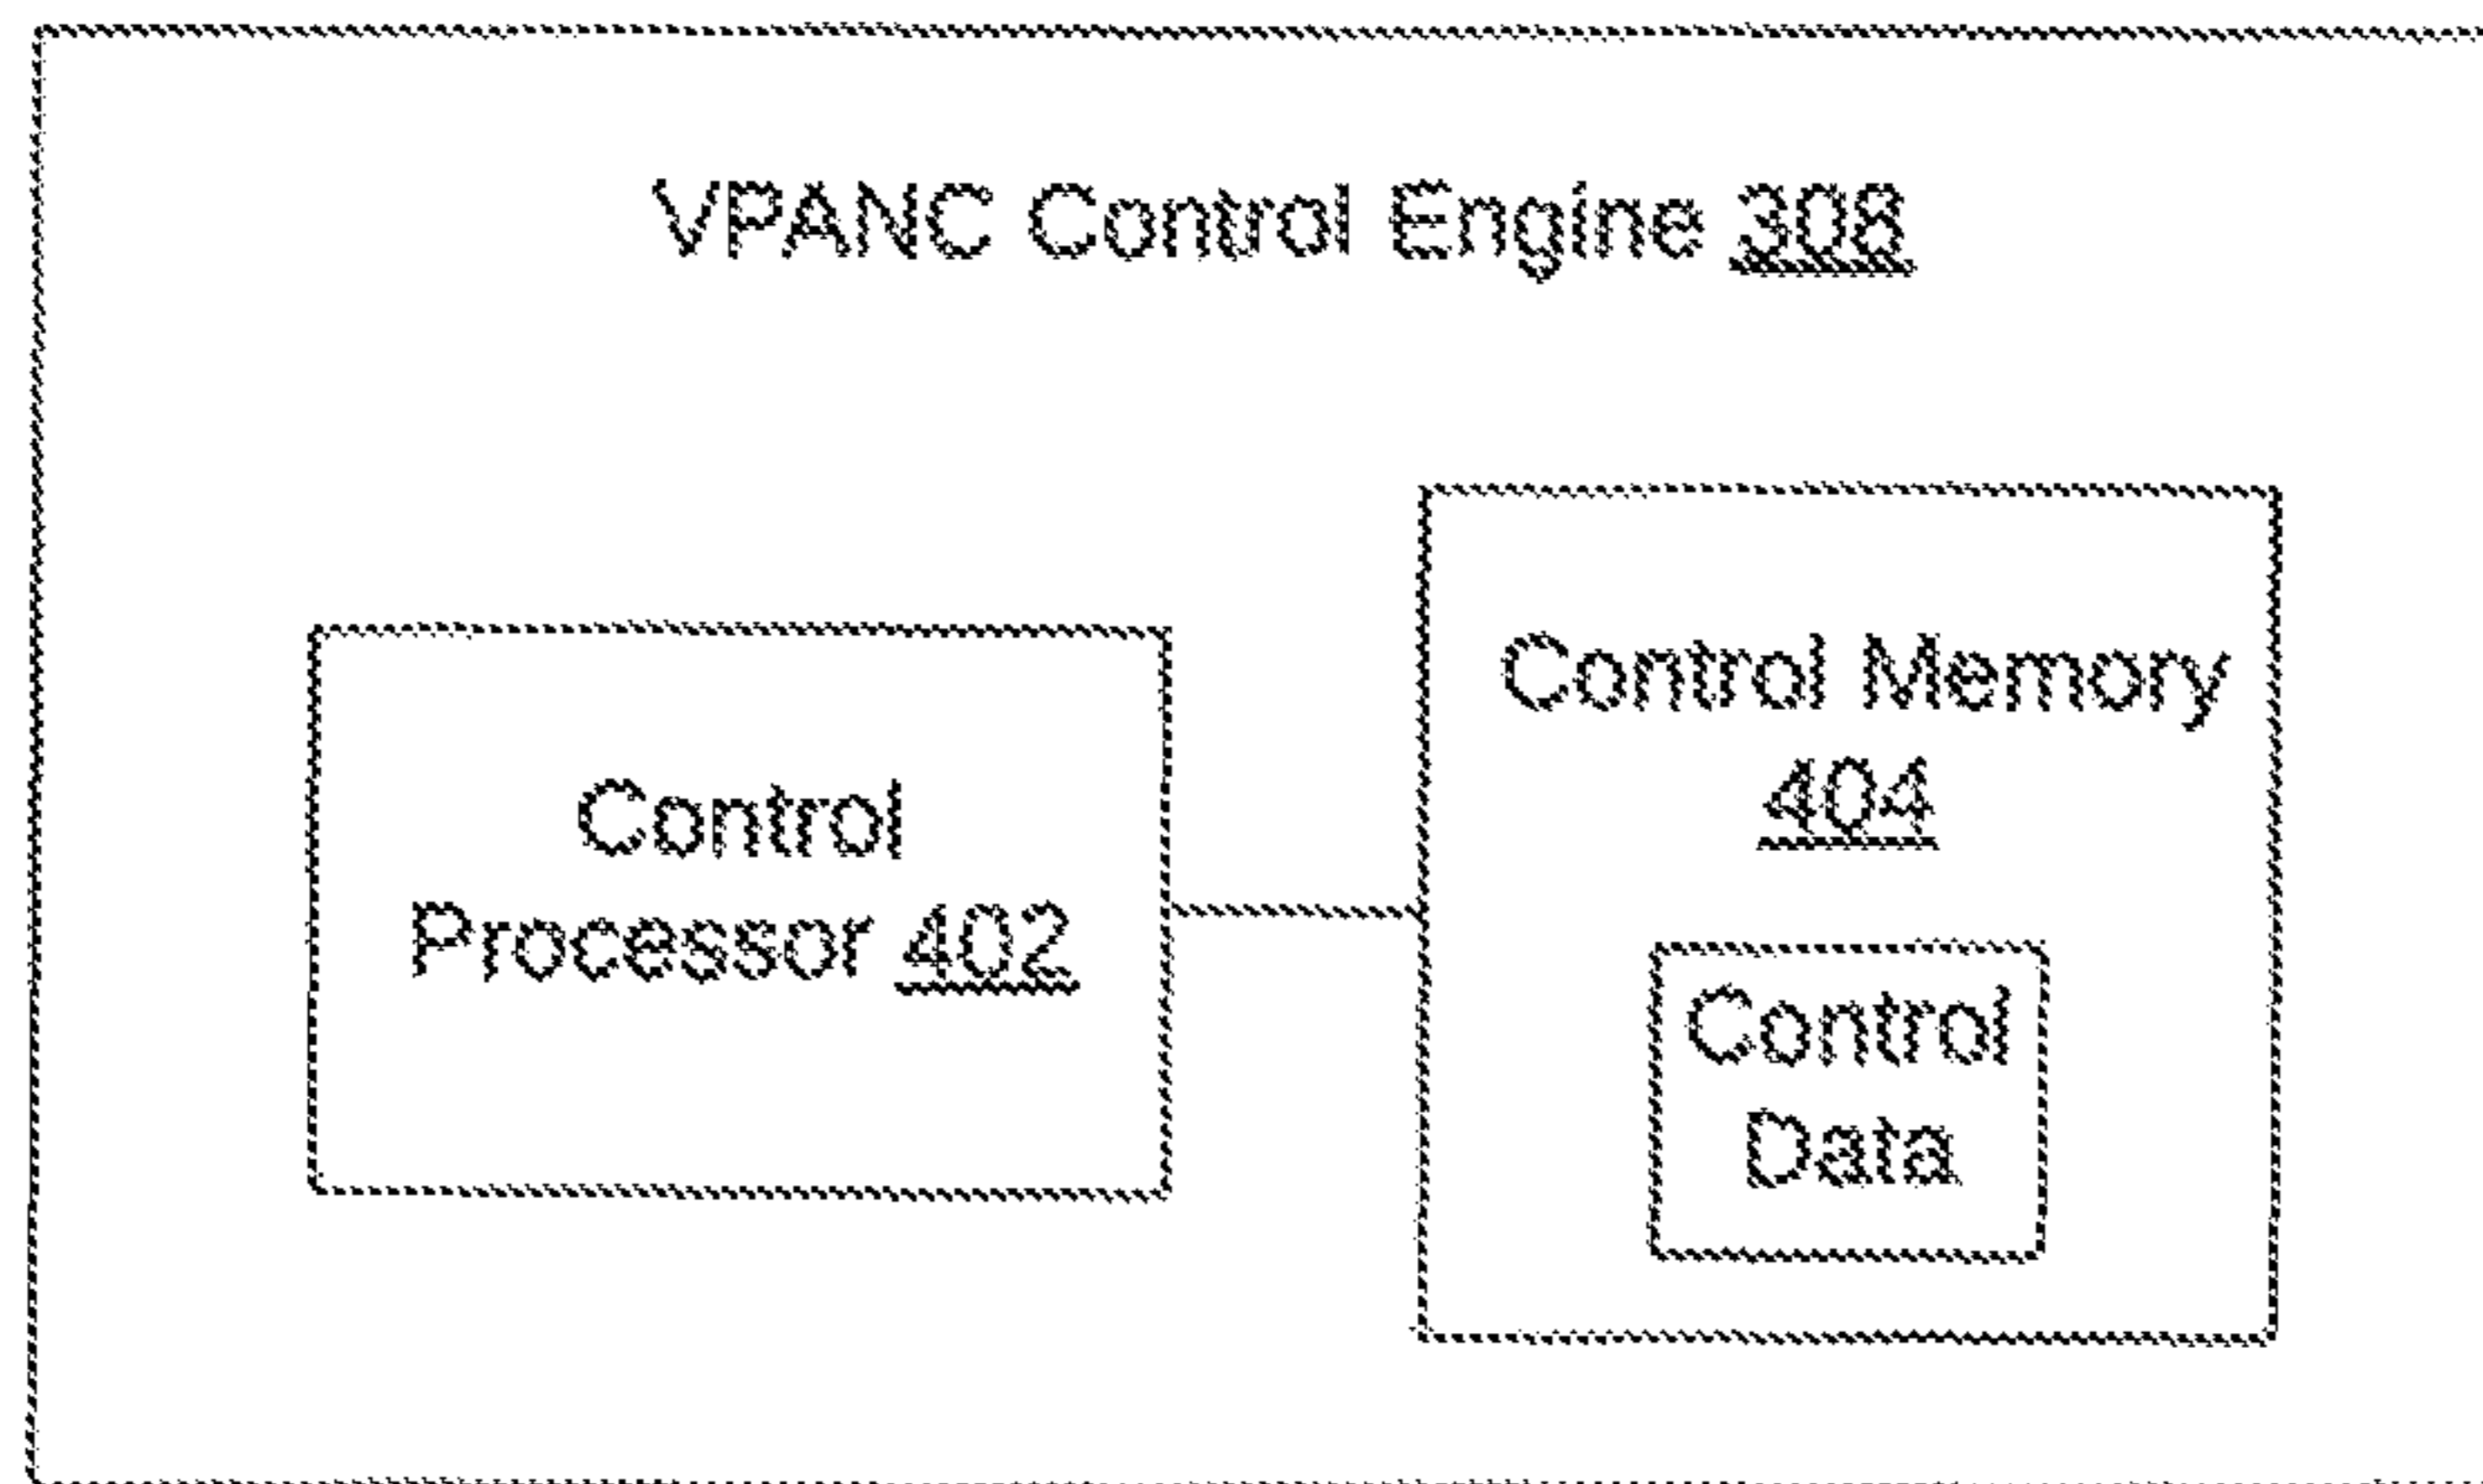 VPANC Control Engine 308
Control
Processor 402
Control Memory
404
Control
Data